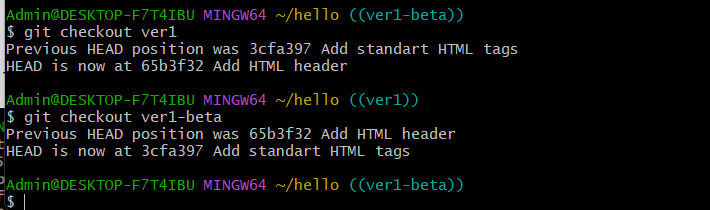 Admin@DESKTOP-F7T4IBU MINGW64 ~/hello ((ver1-beta))
$ git checkout ver1
Previous HEAD position was 3cfa397 Add standart HTML tags
HEAD is now at 65b3f32 Add HTML header
Admin@DESKTOP-F7T4IBU MINGW64 ~/hello ((ver1))
$ git checkout ver1-beta
Previous HEAD position was 65b3f32 Add HTML header
HEAD is now at 3cfa397 Add standart HTML tags
Admin@DESKTOP-F7T4IBU MINGW64 ~/hello ((ver1-beta))
$